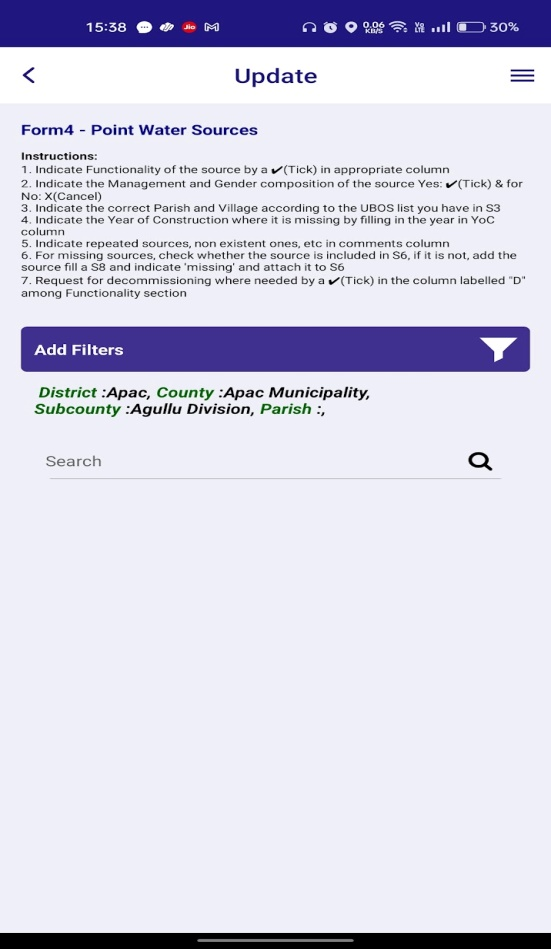 15:38 Jio 0.06 KB/S Vo LTE 30%
Update
Form4 - Point Water Sources
Instructions:
1. Indicate Functionality of the source by a ✔(Tick) in appropriate column
2. Indicate the Management and Gender composition of the source Yes: ✔(Tick) & for
No: X(Cancel)
3. Indicate the correct Parish and Village according to the UBOS list you have in S3
4. Indicate the Year of Construction where it is missing by filling in the year in YoC
column
5. Indicate repeated sources, non existent ones, etc in comments column
6. For missing sources, check whether the source is included in S6, if it is not, add the
source fill a S8 and indicate 'missing' and attach it to S6
7. Request for decommissioning where needed by a ✔(Tick) in the column labelled "D"
among Functionality section
Add Filters
District :Apac, County :Apac Municipality,
Subcounty :Agullu Division, Parish :,
Search